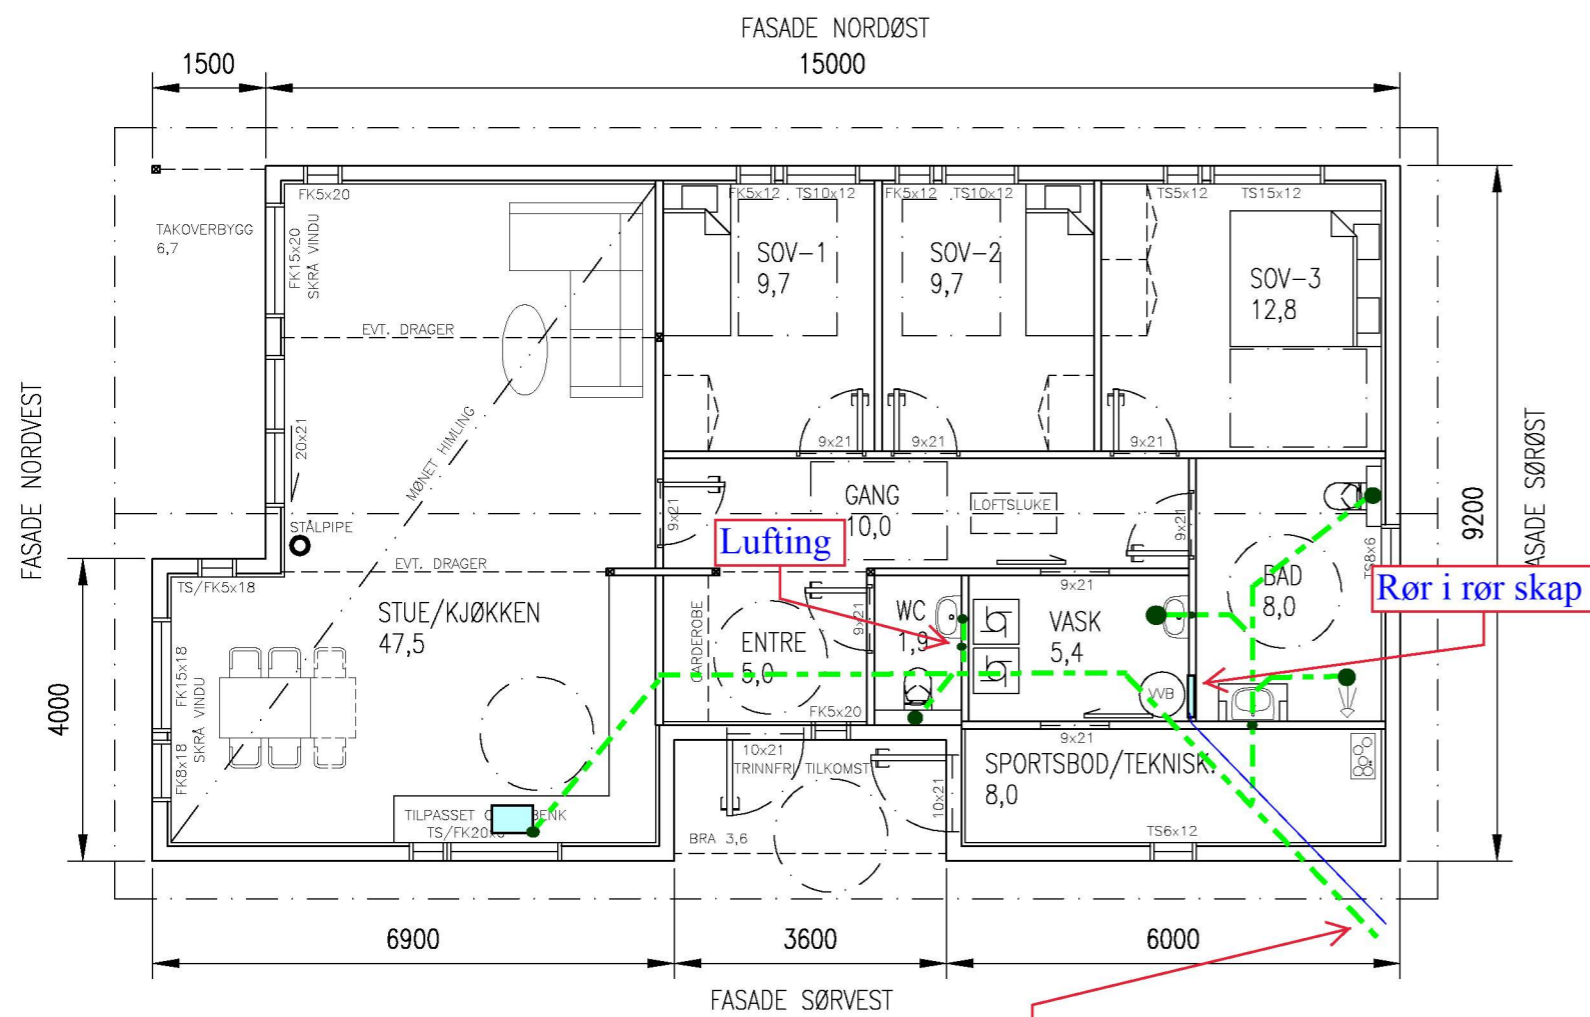 FASADE NORDØST
1500
15000
FK5x20
FK5x12
TS10x12
FK5x12
TS10x12
TS5x12
TS15x12
TAKOVERBYGG
6,7
FK15x20
SKRÅ VINDU
SOV-1
9,7
SOV-2
9,7
SOV-3
12,8
EVT. DRAGER
MØNET HIMLING
20x21
9x21
9x21
9x21
FASADE NORDVEST
FASADE SØRØST
9200
GANG
10,0
LOFTSLUKE
9x21
9x21
STÅLPIPE
Lufting
EVT. DRAGER
TS/FK5x18
9x21
TS8x6
BAD
8,0
Rør i rør skap
STUE/KJØKKEN
47,5
GARDEROBE
ENTRE
5,0
9x21
WC
1,9
VASK
5,4
4000
FK15x18
SKRÅ VINDU
FK8x18
VVB
FK5x20
10x21
TRINNFRI TILKOMST
10x21
9x21
SPORTSBOD/TEKNISK.
8,0
TILPASSET
BENK
TS/FK20x
BRA 3,6
TS6x12
6900
3600
6000
FASADE SØRVEST